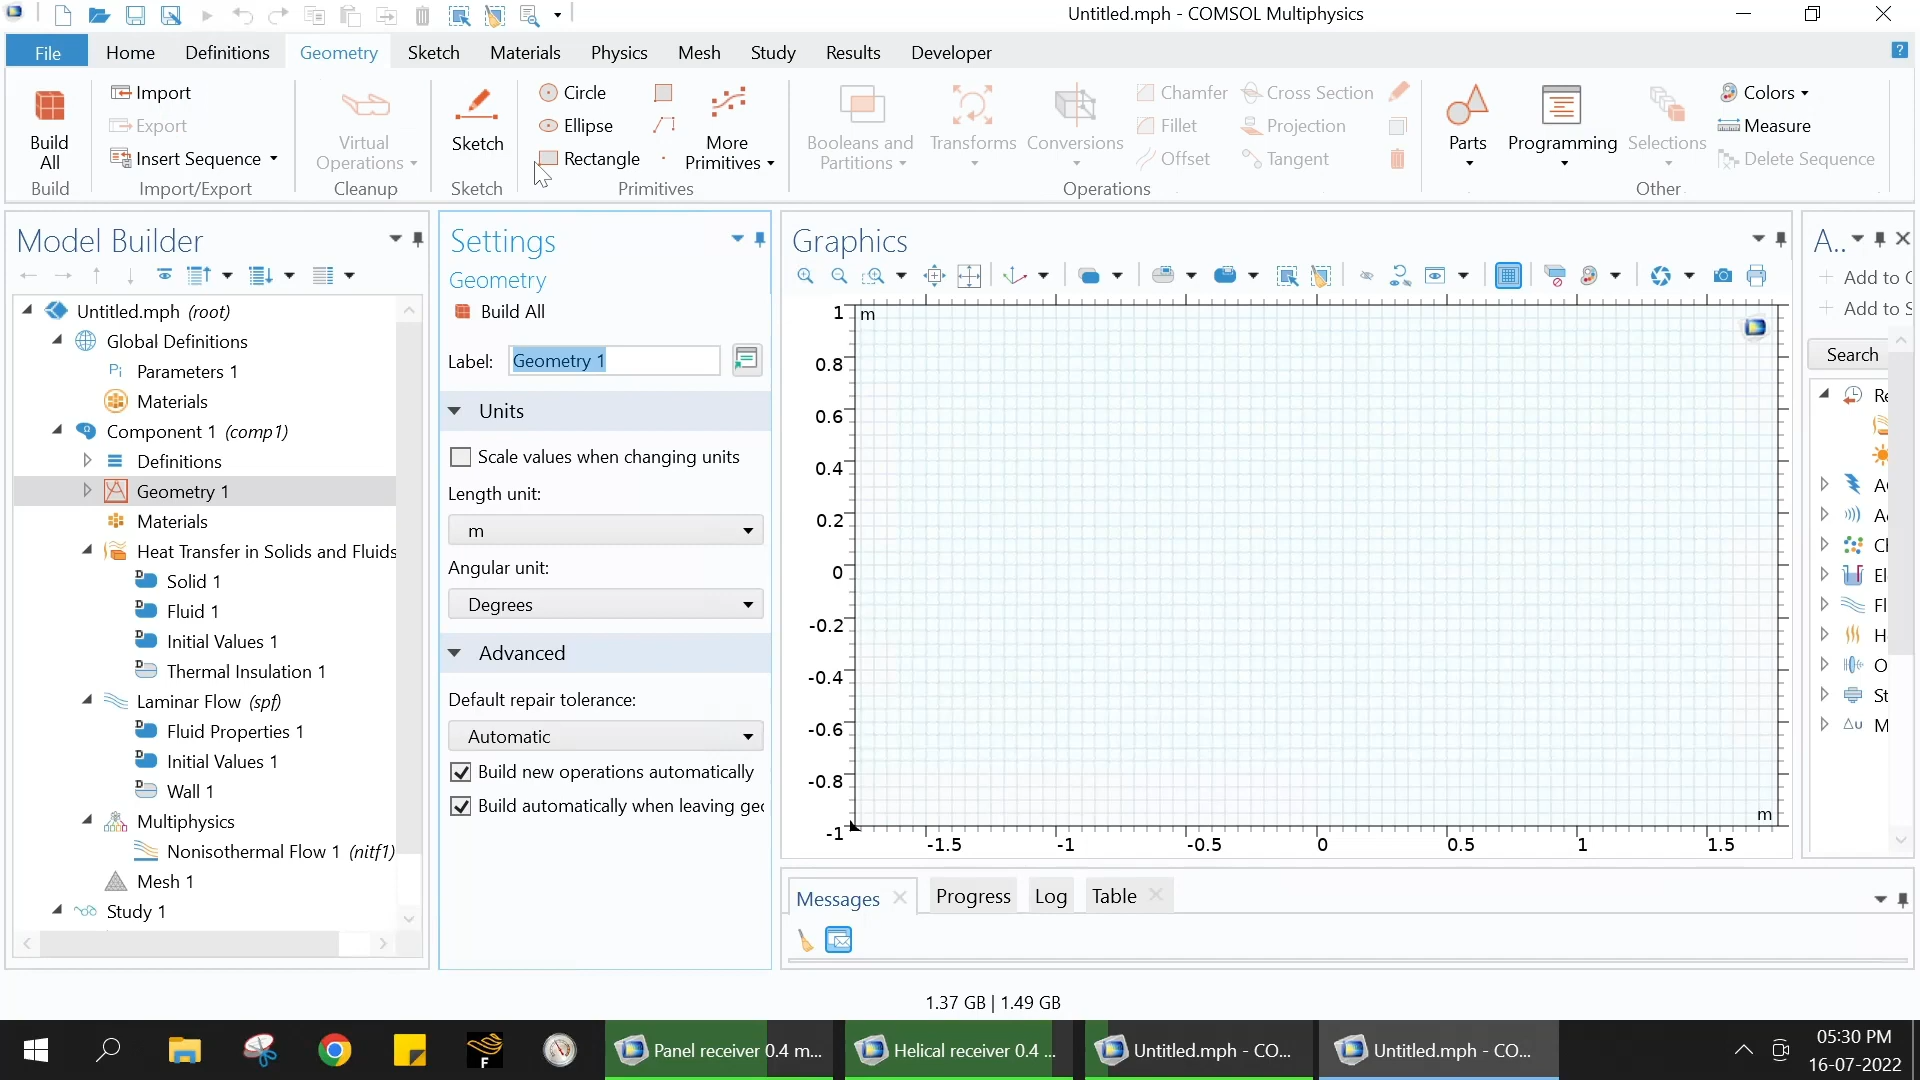 Untitled.mph - COMSOL Multiphysics
File Home Definitions Geometry Sketch Materials Physics Mesh Study Results Developer
Build All
Build
Import
Export
Insert Sequence
Import/Export
Virtual Operations
Cleanup
Sketch
Sketch
Circle
Ellipse
Rectangle
More Primitives
Primitives
Booleans and Partitions
Transforms
Conversions
Chamfer
Fillet
Offset
Cross Section
Projection
Tangent
Operations
Parts
Programming
Selections
Colors
Measure
Delete Sequence
Other
Model Builder
Untitled.mph (root)
Global Definitions
Pi Parameters 1
Materials
Component 1 (comp1)
Definitions
Geometry 1
Materials
Heat Transfer in Solids and Fluids
Solid 1
Fluid 1
Initial Values 1
Thermal Insulation 1
Laminar Flow (spf)
Fluid Properties 1
Initial Values 1
Wall 1
Multiphysics
Nonisothermal Flow 1 (nitf1)
Mesh 1
Study 1
Settings
Geometry
Build All
Label: Geometry 1
Units
Scale values when changing units
Length unit:
m
Angular unit:
Degrees
Advanced
Default repair tolerance:
Automatic
Build new operations automatically
Build automatically when leaving geo
Graphics
m
1
0.8
0.6
0.4
0.2
0
-0.2
-0.4
-0.6
-0.8
-1
m
-1.5 -1 -0.5 0 0.5 1 1.5
Messages Progress Log Table
A..
+ Add to C
+ Add to S
Search
Re
A
A
Cl
El
Fl
H
O
St
Δu M
1.37 GB | 1.49 GB
Panel receiver 0.4 m...
Helical receiver 0.4 ...
Untitled.mph - CO...
Untitled.mph - CO...
05:30 PM
16-07-2022